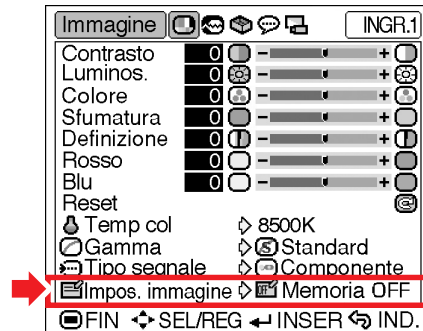 Immagine INGR.1
Contrasto 0 - +
Luminos. 0 - +
Colore 0 - +
Sfumatura 0 - +
Definizione 0 - +
Rosso 0 - +
Blu 0 - +
Reset
Temp col 8500K
Gamma S Standard
Tipo segnale Componente
Impos. immagine OFF Memoria OFF
FIN SEL/REG INSER IND.